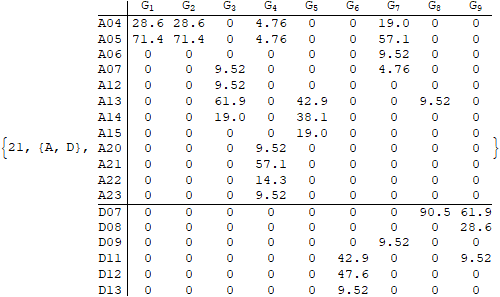 G1 G2 G3 G4 G5 G6 G7 G8 G9
A04 28.6 28.6 0 4.76 0 0 19.0 0 0
A05 71.4 71.4 0 4.76 0 0 57.1 0 0
A06 0 0 0 0 0 0 9.52 0 0
A07 0 0 9.52 0 0 0 4.76 0 0
A12 0 0 9.52 0 0 0 0 0 0
A13 0 0 61.9 0 42.9 0 0 9.52 0
A14 0 0 19.0 0 38.1 0 0 0 0
A15 0 0 0 0 19.0 0 0 0 0
{21, {A, D}, A20 0 0 0 9.52 0 0 0 0 0 }
A21 0 0 0 57.1 0 0 0 0 0
A22 0 0 0 14.3 0 0 0 0 0
A23 0 0 0 9.52 0 0 0 0 0
D07 0 0 0 0 0 0 0 90.5 61.9
D08 0 0 0 0 0 0 0 0 28.6
D09 0 0 0 0 0 0 9.52 0 0
D11 0 0 0 0 0 42.9 0 0 9.52
D12 0 0 0 0 0 47.6 0 0 0
D13 0 0 0 0 0 9.52 0 0 0